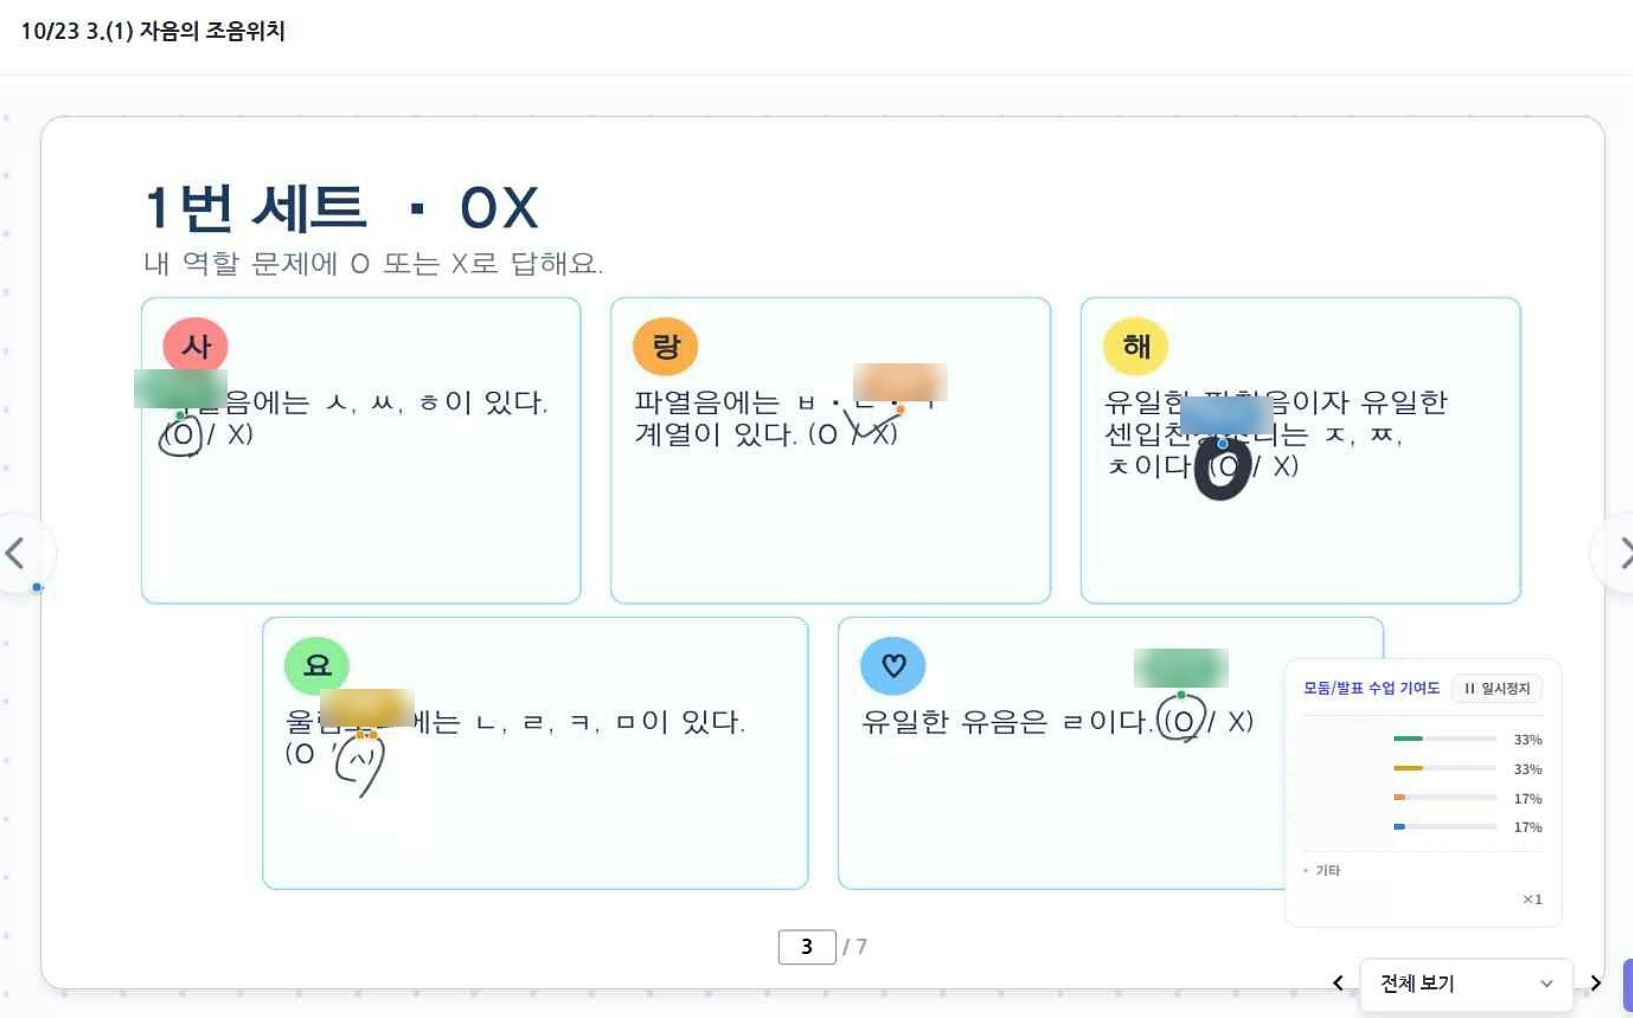 10/23 3.(1) 자음의 조음위치
1번 세트 · OX
내 역할 문제에 O 또는 X로 답해요.
사
음에는 ㅅ, ㅆ, ㅎ이 있다.
(O / X)
랑
파열음에는 ㅂ ·
계열이 있다. (O / X)
해
유일한 이자 유일한
는 ㅈ, ㅉ,
ㅊ이다. (O / X)
요
에는 ㄴ, ㄹ, ㅋ, ㅁ이 있다.
(O
♡
유일한 유음은 ㄹ이다. (O / X)
모둠/발표 수업 기여도
일시정지
33%
33%
17%
17%
기타
×1
3 / 7
전체 보기